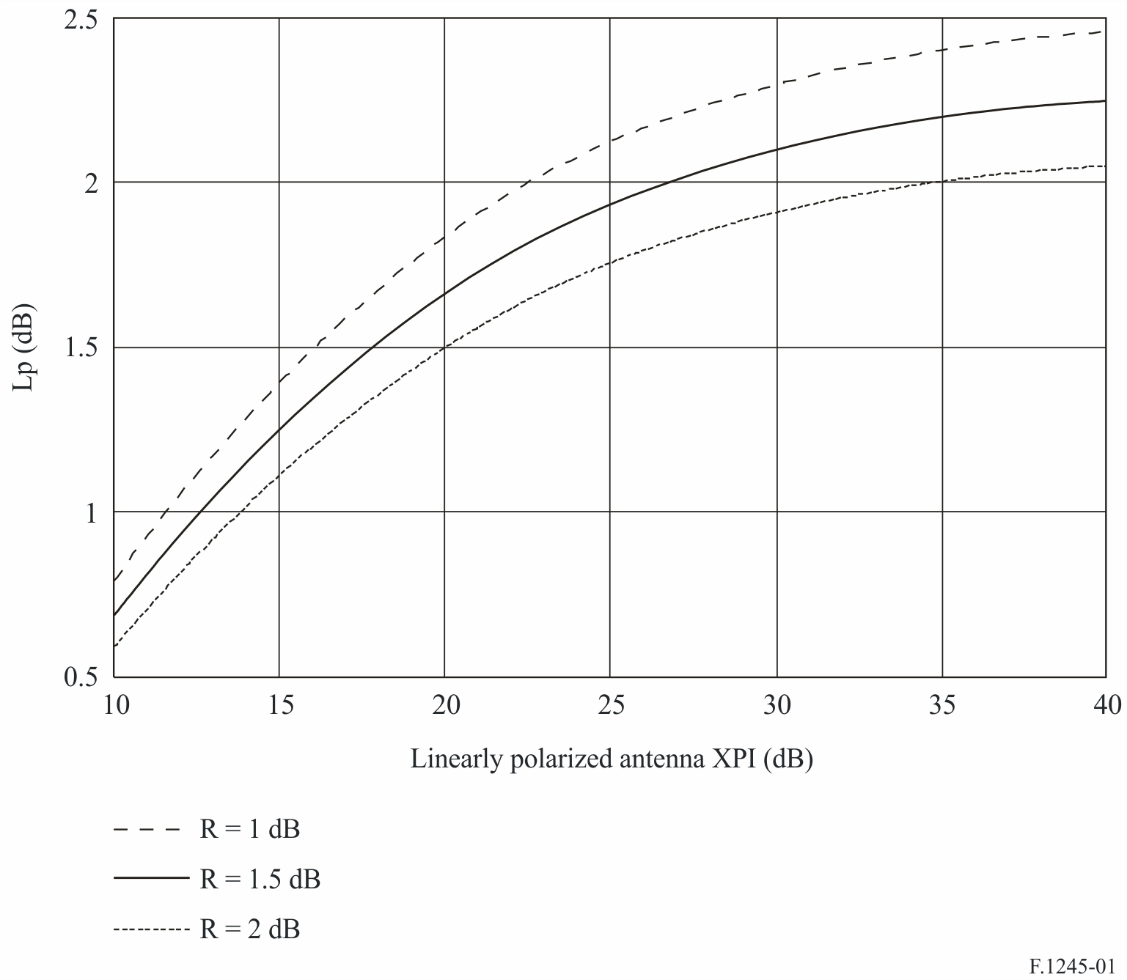 2.5
2
1.5
1
0.5
Lp (dB)
10 15 20 25 30 35 40
Linearly polarized antenna XPI (dB)
R = 1 dB
R = 1.5 dB
R = 2 dB
F.1245-01